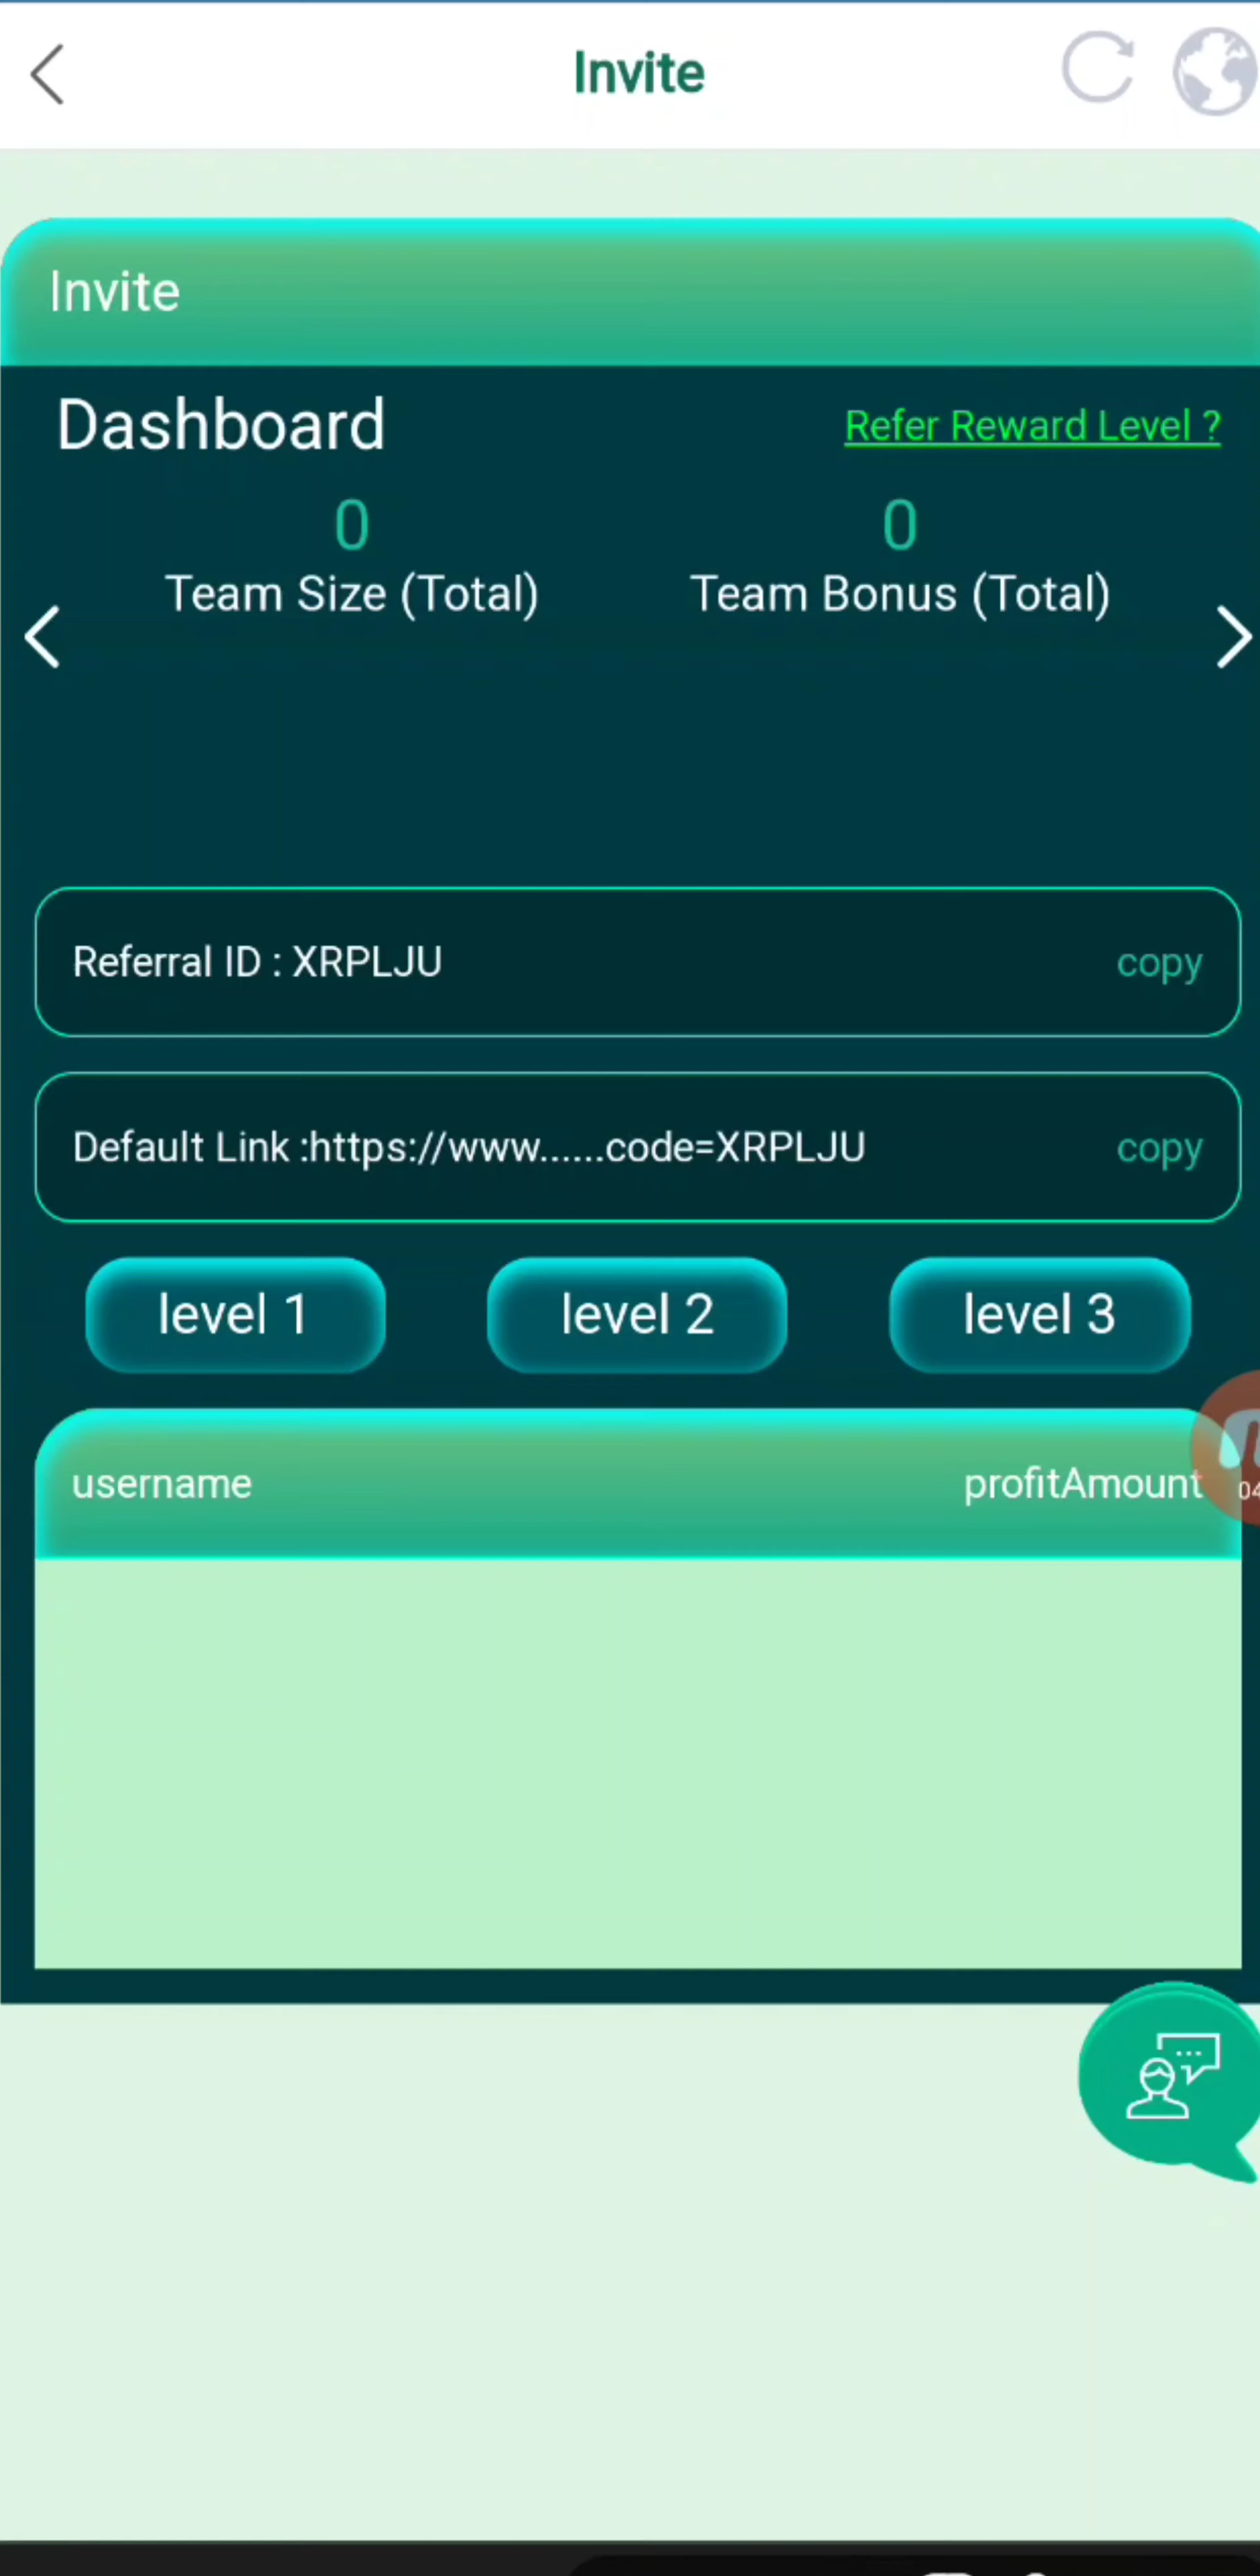 Invite
Invite
Dashboard
Refer Reward Level ?
0
0
Team Size (Total)
Team Bonus (Total)
Referral ID : XRPLJU
copy
Default Link :https://www......code=XRPLJU
copy
level 1
level 2
level 3
username
profitAmount
04